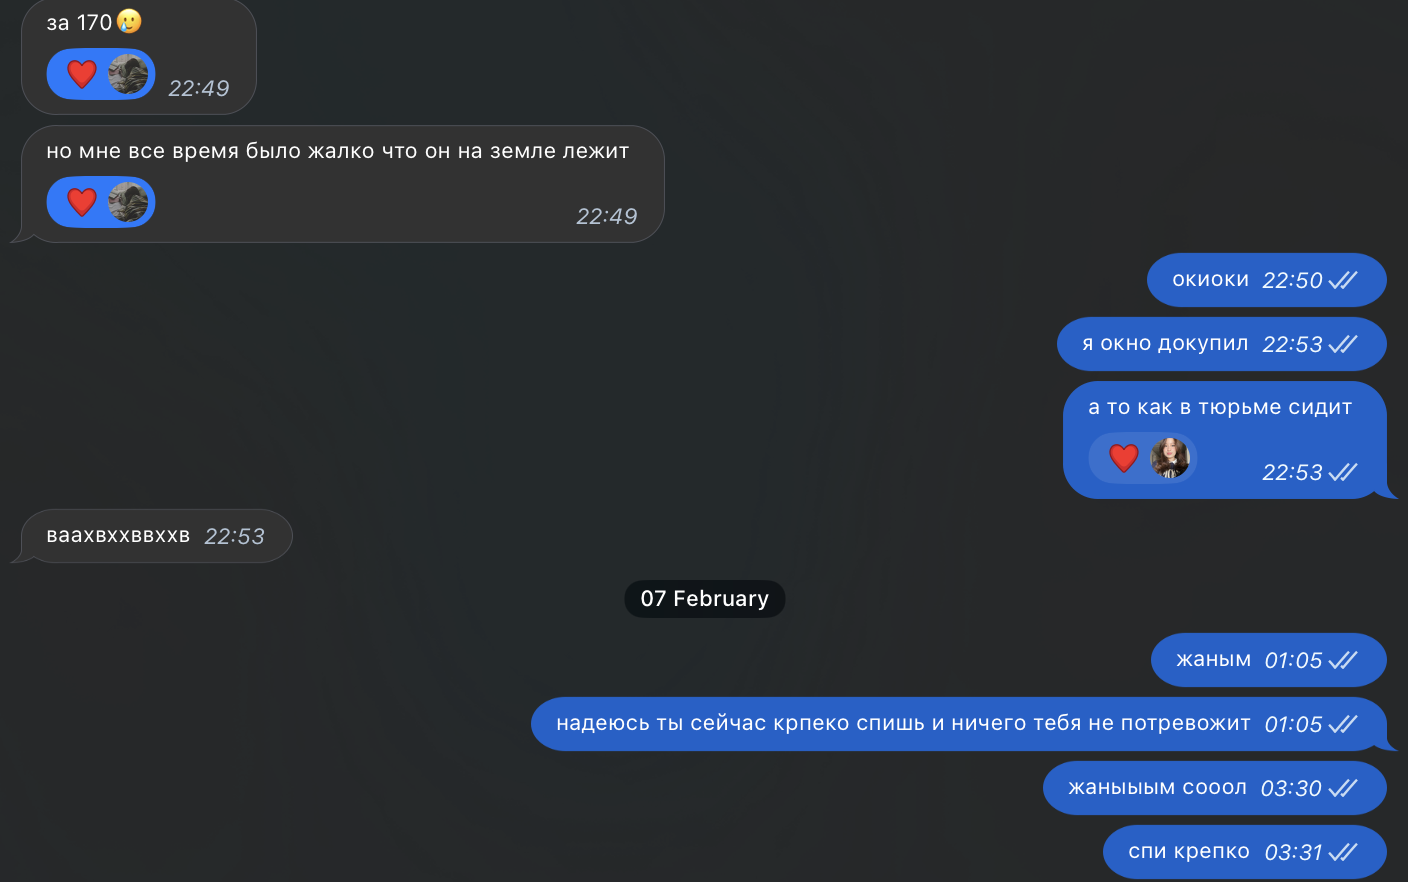 за 170🥲
22:49
но мне все время было жалко что он на земле лежит
22:49
окиоки 22:50
я окно докупил 22:53
а то как в тюрьме сидит
22:53
ваахвххввххв 22:53
07 February
жаным 01:05
надеюсь ты сейчас крпеко спишь и ничего тебя не потревожит 01:05
жаныыым сооол 03:30
спи крепко 03:31